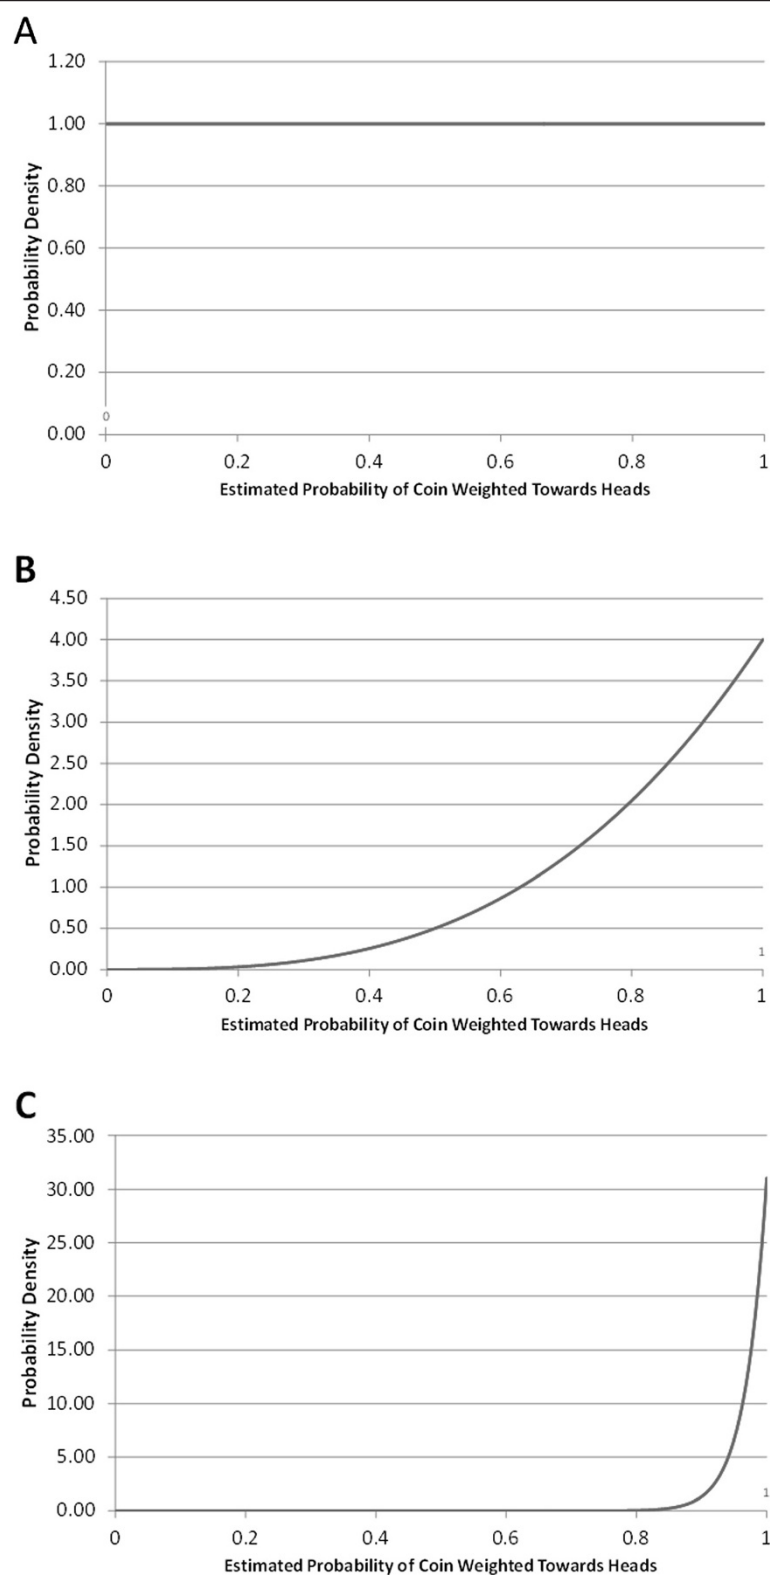 A
1.20
1.00
0.80
0.60
0.40
0.20
0.00
Probability Density
0
0 0.2 0.4 0.6 0.8 1
Estimated Probability of Coin Weighted Towards Heads
B
4.50
4.00
3.50
3.00
2.50
2.00
1.50
1.00
0.50
0.00
Probability Density
1
0 0.2 0.4 0.6 0.8 1
Estimated Probability of Coin Weighted Towards Heads
C
35.00
30.00
25.00
20.00
15.00
10.00
5.00
0.00
Probability Density
1
0 0.2 0.4 0.6 0.8 1
Estimated Probability of Coin Weighted Towards Heads